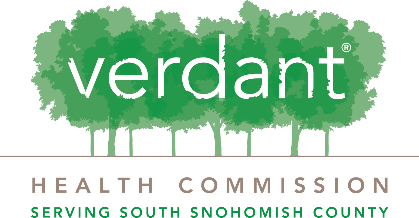 verdant®
HEALTH COMMISSION
SERVING SOUTH SNOHOMISH COUNTY